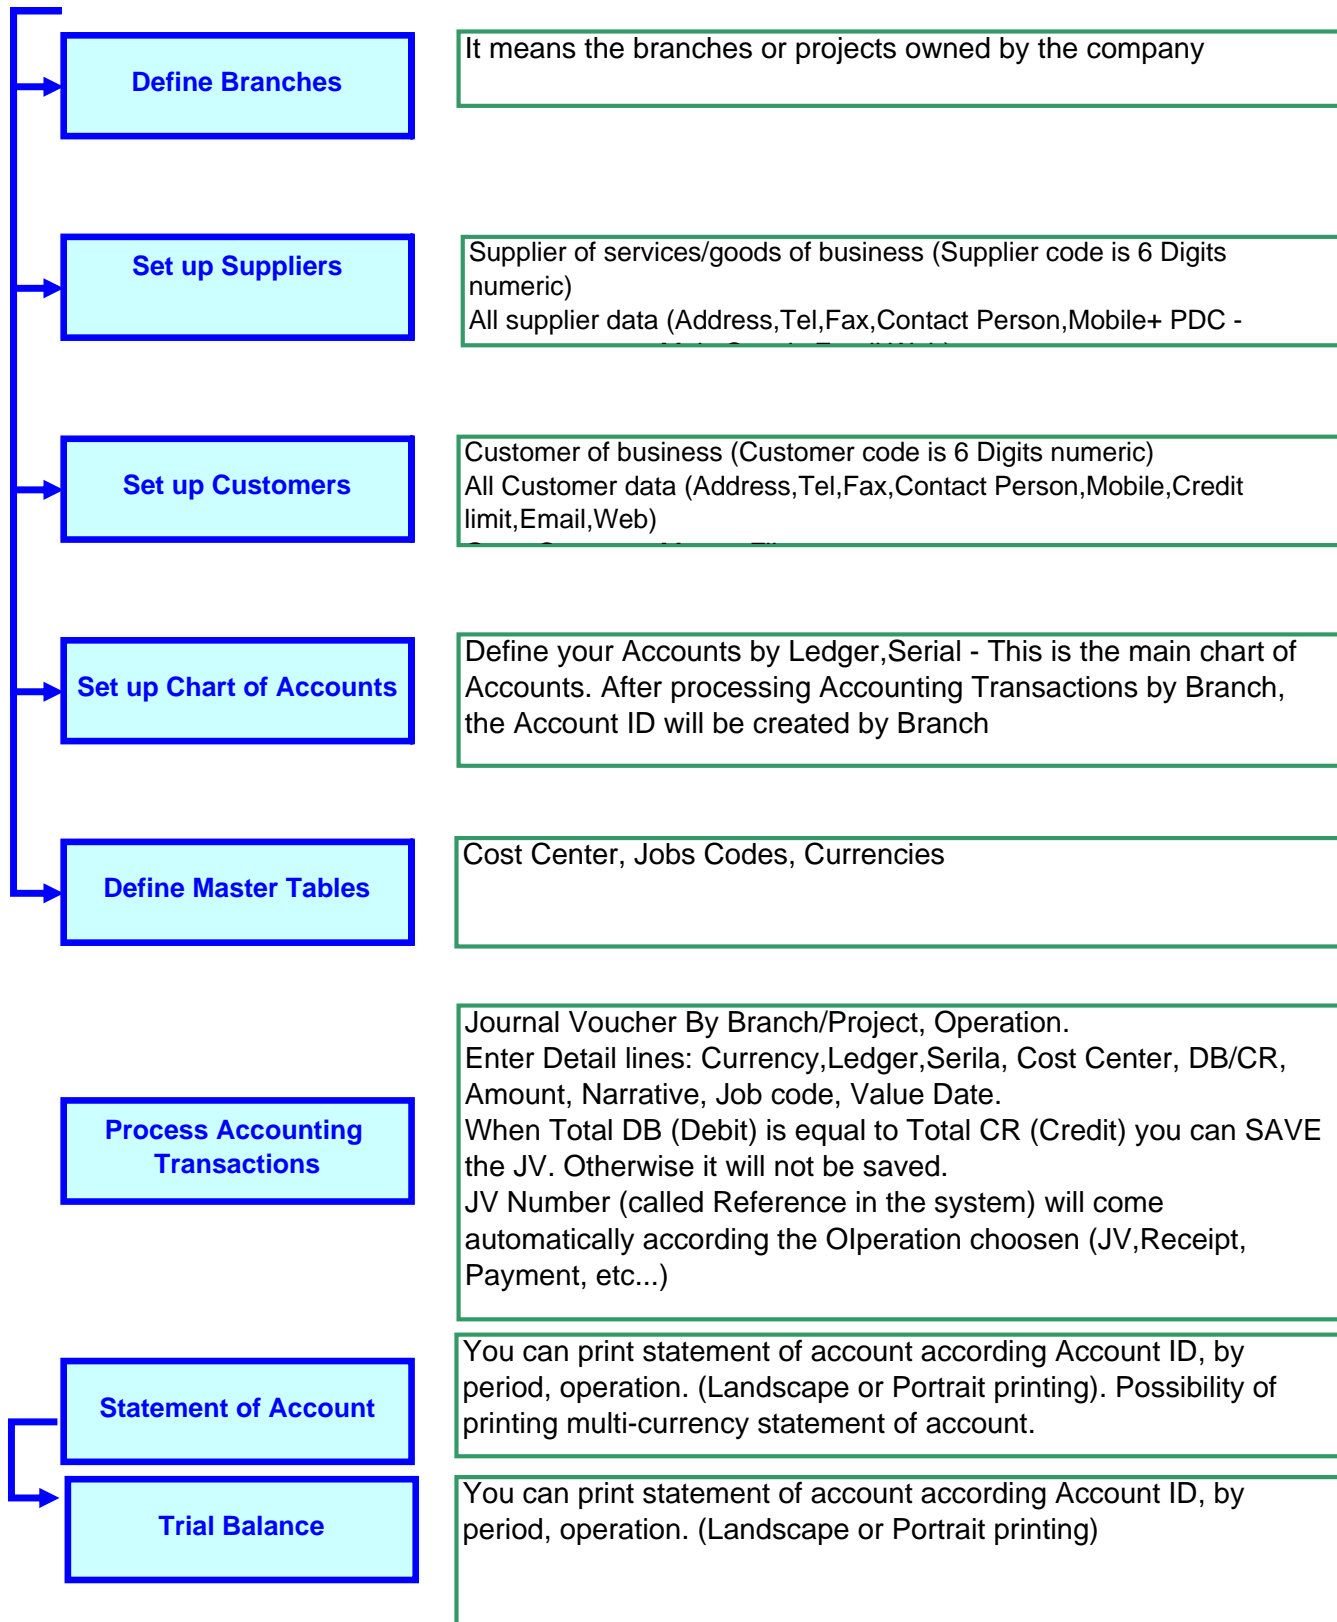 Define Branches
It means the branches or projects owned by the company
Set up Suppliers
Supplier of services/goods of business (Supplier code is 6 Digits
numeric)
All supplier data (Address,Tel,Fax,Contact Person,Mobile+ PDC -
Set up Customers
Customer of business (Customer code is 6 Digits numeric)
All Customer data (Address,Tel,Fax,Contact Person,Mobile,Credit
limit,Email,Web)
Set up Chart of Accounts
Define your Accounts by Ledger,Serial - This is the main chart of
Accounts. After processing Accounting Transactions by Branch,
the Account ID will be created by Branch
Define Master Tables
Cost Center, Jobs Codes, Currencies
Process Accounting
Transactions
Journal Voucher By Branch/Project, Operation.
Enter Detail lines: Currency,Ledger,Serila, Cost Center, DB/CR,
Amount, Narrative, Job code, Value Date.
When Total DB (Debit) is equal to Total CR (Credit) you can SAVE
the JV. Otherwise it will not be saved.
JV Number (called Reference in the system) will come
automatically according the OIperation choosen (JV,Receipt,
Payment, etc...)
Statement of Account
You can print statement of account according Account ID, by
period, operation. (Landscape or Portrait printing). Possibility of
printing multi-currency statement of account.
Trial Balance
You can print statement of account according Account ID, by
period, operation. (Landscape or Portrait printing)